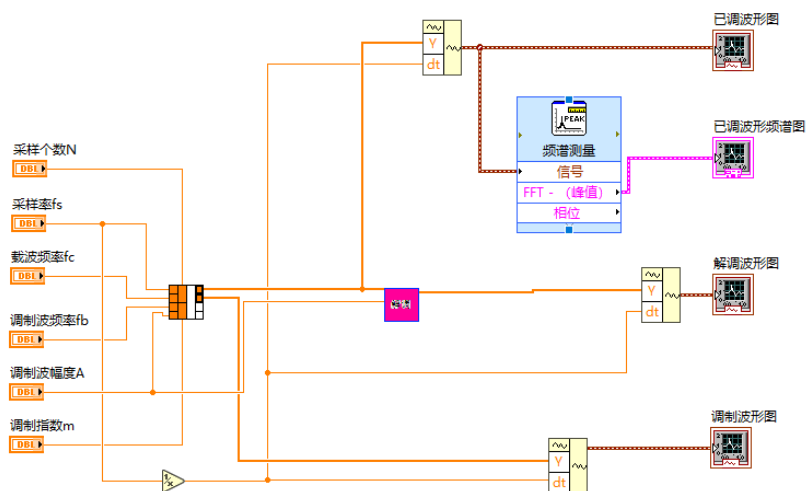 已调波形图
Y
dt
PEAK
频谱测量
信号
FFT - （峰值）
相位
已调波形频谱图
采样个数N
DBL
采样率fs
DBL
载波频率fc
DBL
调制波频率fb
DBL
调制波幅度A
DBL
调制指数m
DBL
1/x
解调
Y
dt
解调波形图
Y
dt
调制波形图